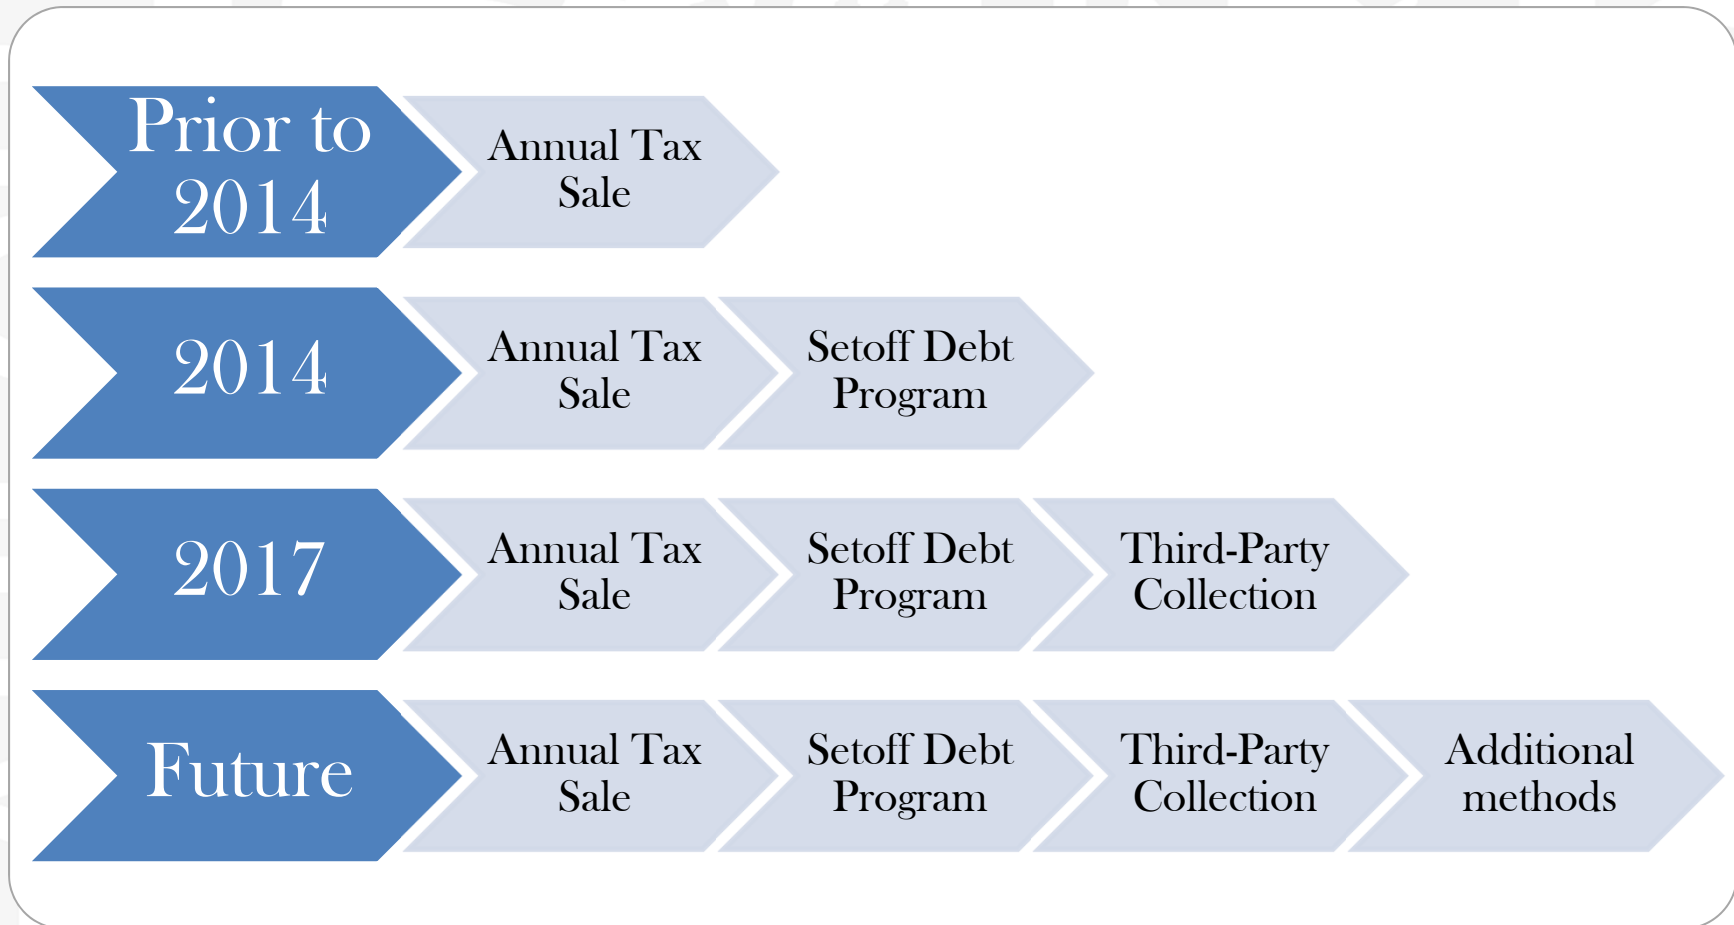 Prior to
2014
Annual Tax
Sale
2014
Annual Tax
Sale
Setoff Debt
Program
2017
Annual Tax
Sale
Setoff Debt
Program
Third-Party
Collection
Future
Annual Tax
Sale
Setoff Debt
Program
Third-Party
Collection
Additional
methods